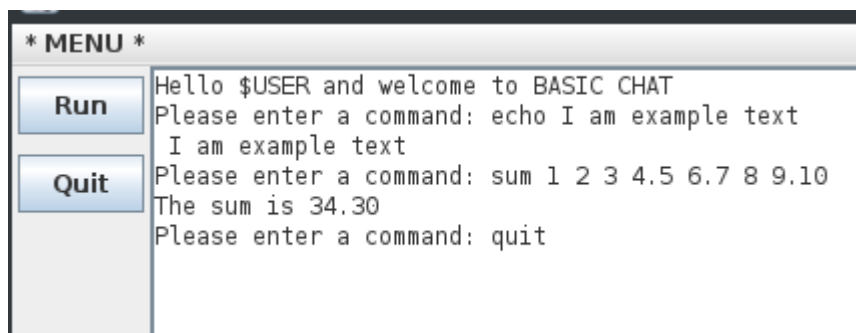 * MENU *
Run
Quit
Hello $USER and welcome to BASIC CHAT
Please enter a command: echo I am example text
 I am example text
Please enter a command: sum 1 2 3 4.5 6.7 8 9.10
The sum is 34.30
Please enter a command: quit